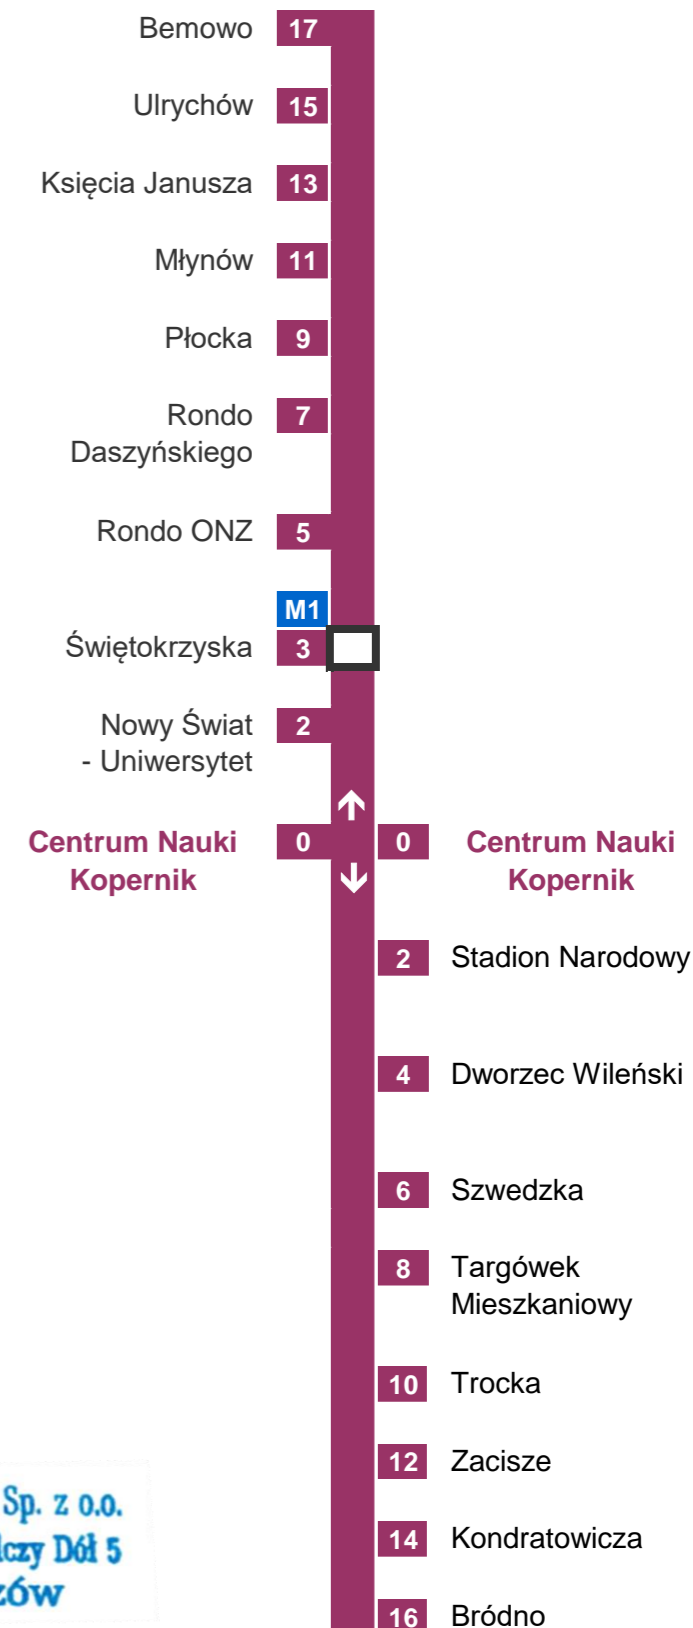 Bemowo 17
Ulrychów 15
Księcia Janusza 13
Młynów 11
Płocka 9
Rondo 7
Daszyńskiego
Rondo ONZ 5
M1
Świętokrzyska 3
Nowy Świat 2
- Uniwersytet
Centrum Nauki 0 0 Centrum Nauki
Kopernik Kopernik
2 Stadion Narodowy
4 Dworzec Wileński
6 Szwedzka
8 Targówek
Mieszkaniowy
10 Trocka
12 Zacisze
14 Kondratowicza
16 Bródno
Sp. z o.o.
Dół 5